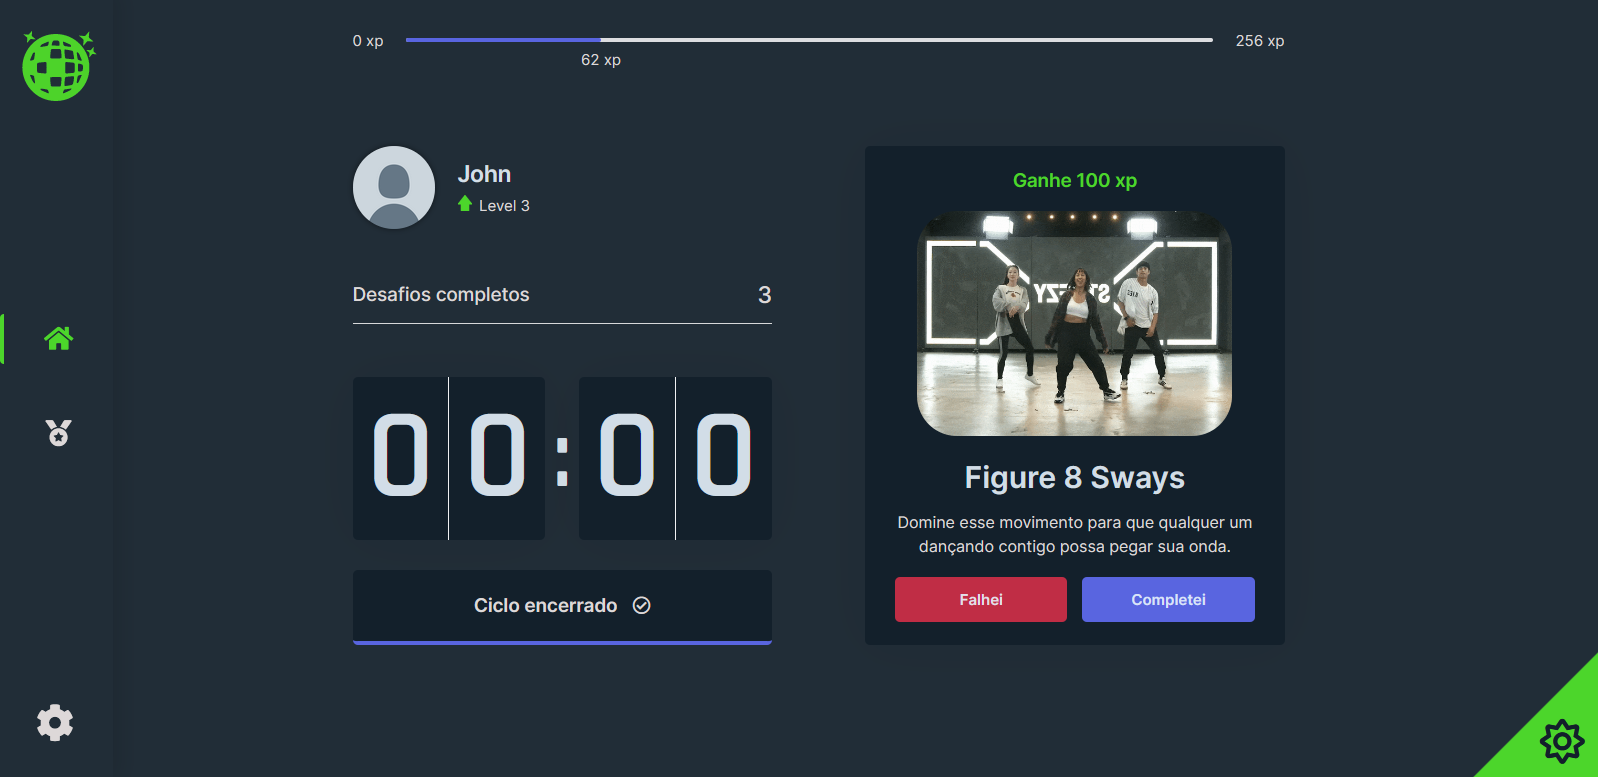 0 xp
256 xp
62 xp
John
Level 3
Desafios completos
3
00:00
Ciclo encerrado
Ganhe 100 xp
STEEZY
Figure 8 Sways
Domine esse movimento para que qualquer um
dançando contigo possa pegar sua onda.
Falhei
Completei